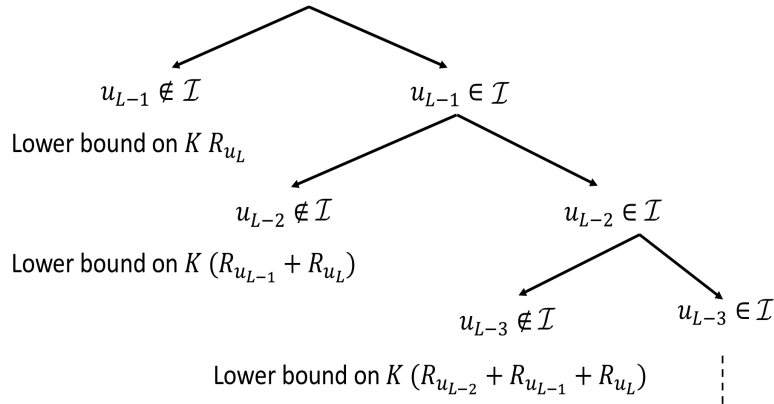 u_{L−1} ∉ ℐ u_{L−1} ∈ ℐ
Lower bound on K R_{u_L}
u_{L−2} ∉ ℐ u_{L−2} ∈ ℐ
Lower bound on K (R_{u_{L−1}} + R_{u_L})
u_{L−3} ∉ ℐ u_{L−3} ∈ ℐ
Lower bound on K (R_{u_{L−2}} + R_{u_{L−1}} + R_{u_L})